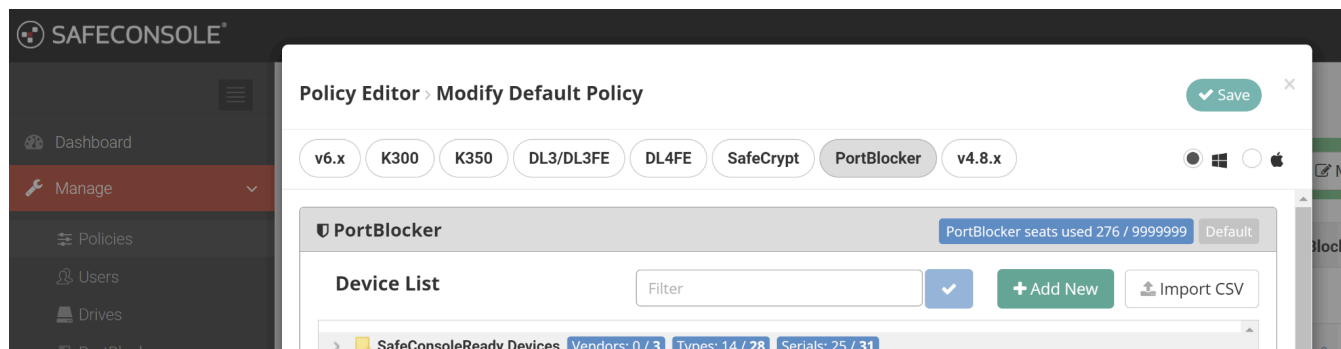 SAFECONSOLE®
Policy Editor › Modify Default Policy
Save
×
Dashboard
v6.x K300 K350 DL3/DL3FE DL4FE SafeCrypt PortBlocker v4.8.x
Manage
PortBlocker
PortBlocker seats used 276 / 9999999 Default
Policies
Users
Device List
Filter
Add New
Import CSV
Drives
SafeConsoleReady Devices Vendors: 0 / 3 Types: 14 / 28 Serials: 25 / 31